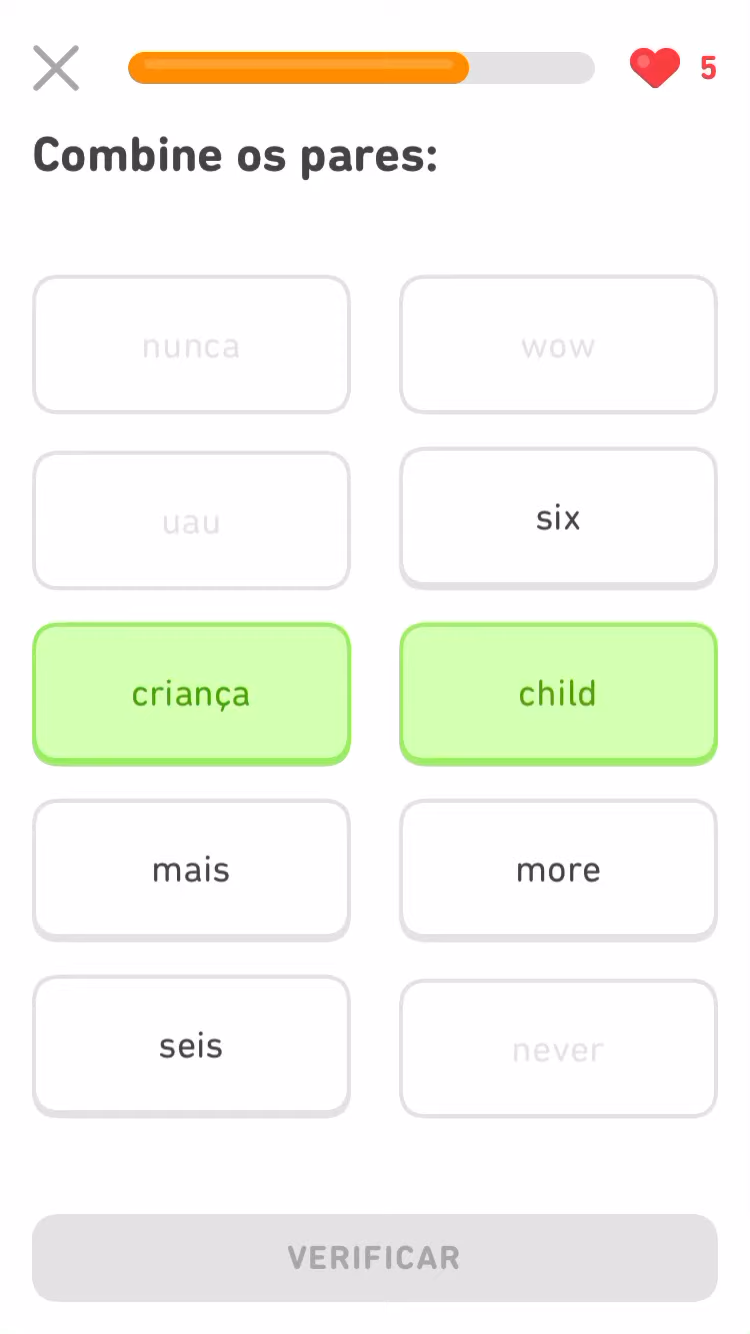 5
Combine os pares:
nunca
wow
uau
six
criança
child
mais
more
seis
never
VERIFICAR